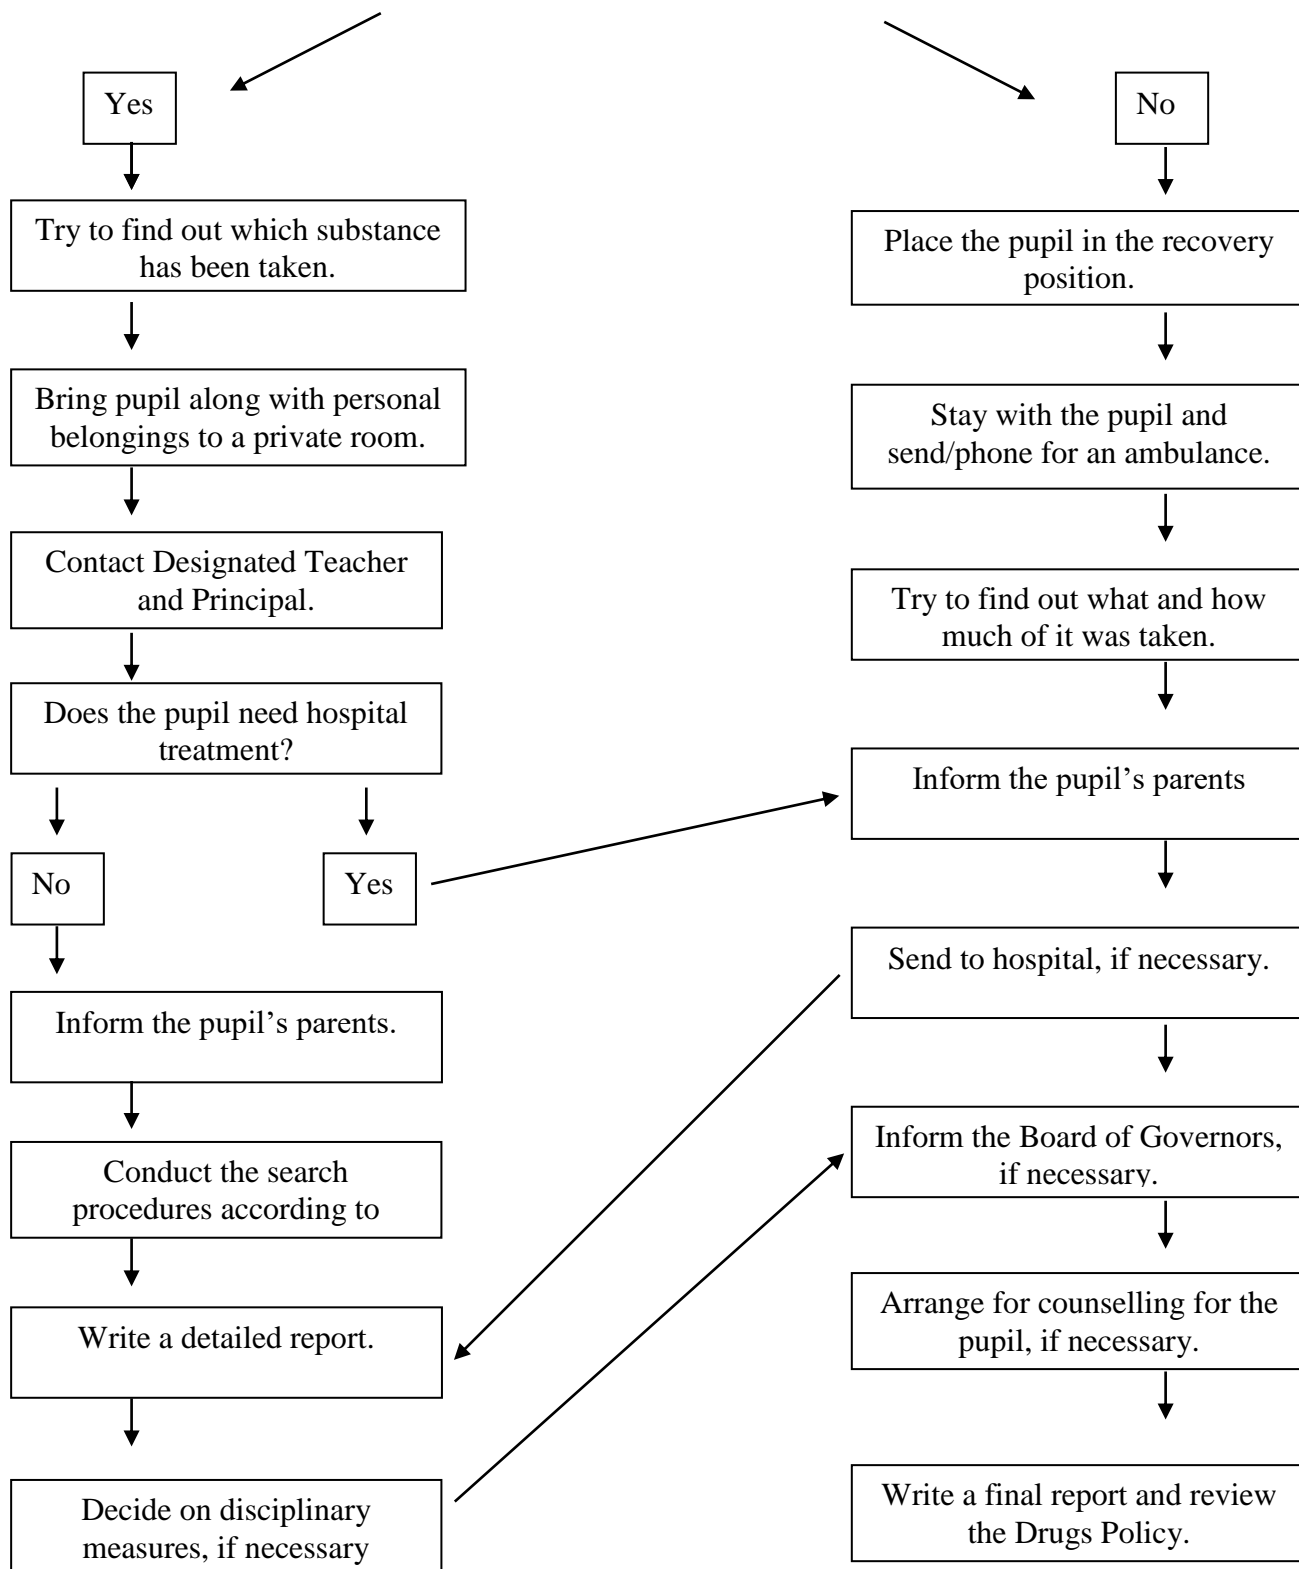 Yes
Try to find out which substance
has been taken.
Bring pupil along with personal
belongings to a private room.
Contact Designated Teacher
and Principal.
Does the pupil need hospital
treatment?
No
Yes
Inform the pupil’s parents.
Conduct the search
procedures according to
Write a detailed report.
Decide on disciplinary
measures, if necessary
No
Place the pupil in the recovery
position.
Stay with the pupil and
send/phone for an ambulance.
Try to find out what and how
much of it was taken.
Inform the pupil’s parents
Send to hospital, if necessary.
Inform the Board of Governors,
if necessary.
Arrange for counselling for the
pupil, if necessary.
Write a final report and review
the Drugs Policy.